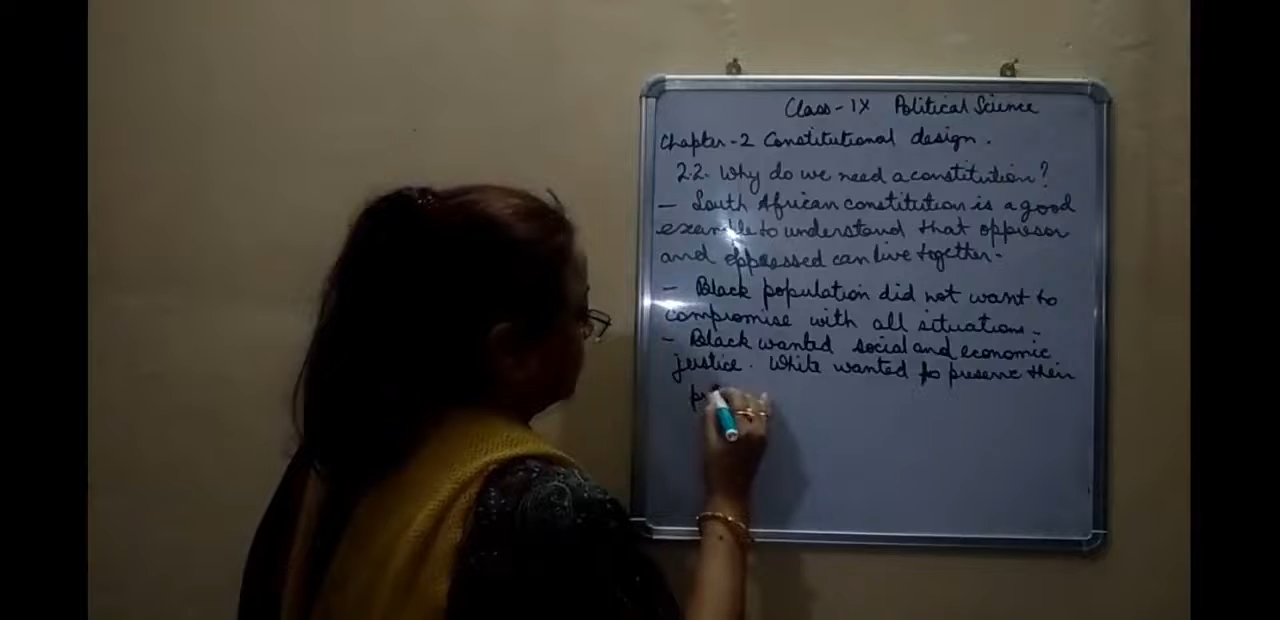 Class-IX Political Science
Chapter-2 Constitutional design.
2.2. Why do we need a constitution?
- South African constitution is a good
example to understand that oppresor
and oppressed can live together.
- Black population did not want to
compromise with all situations.
- Black wanted social and economic
justice. White wanted to preserve their